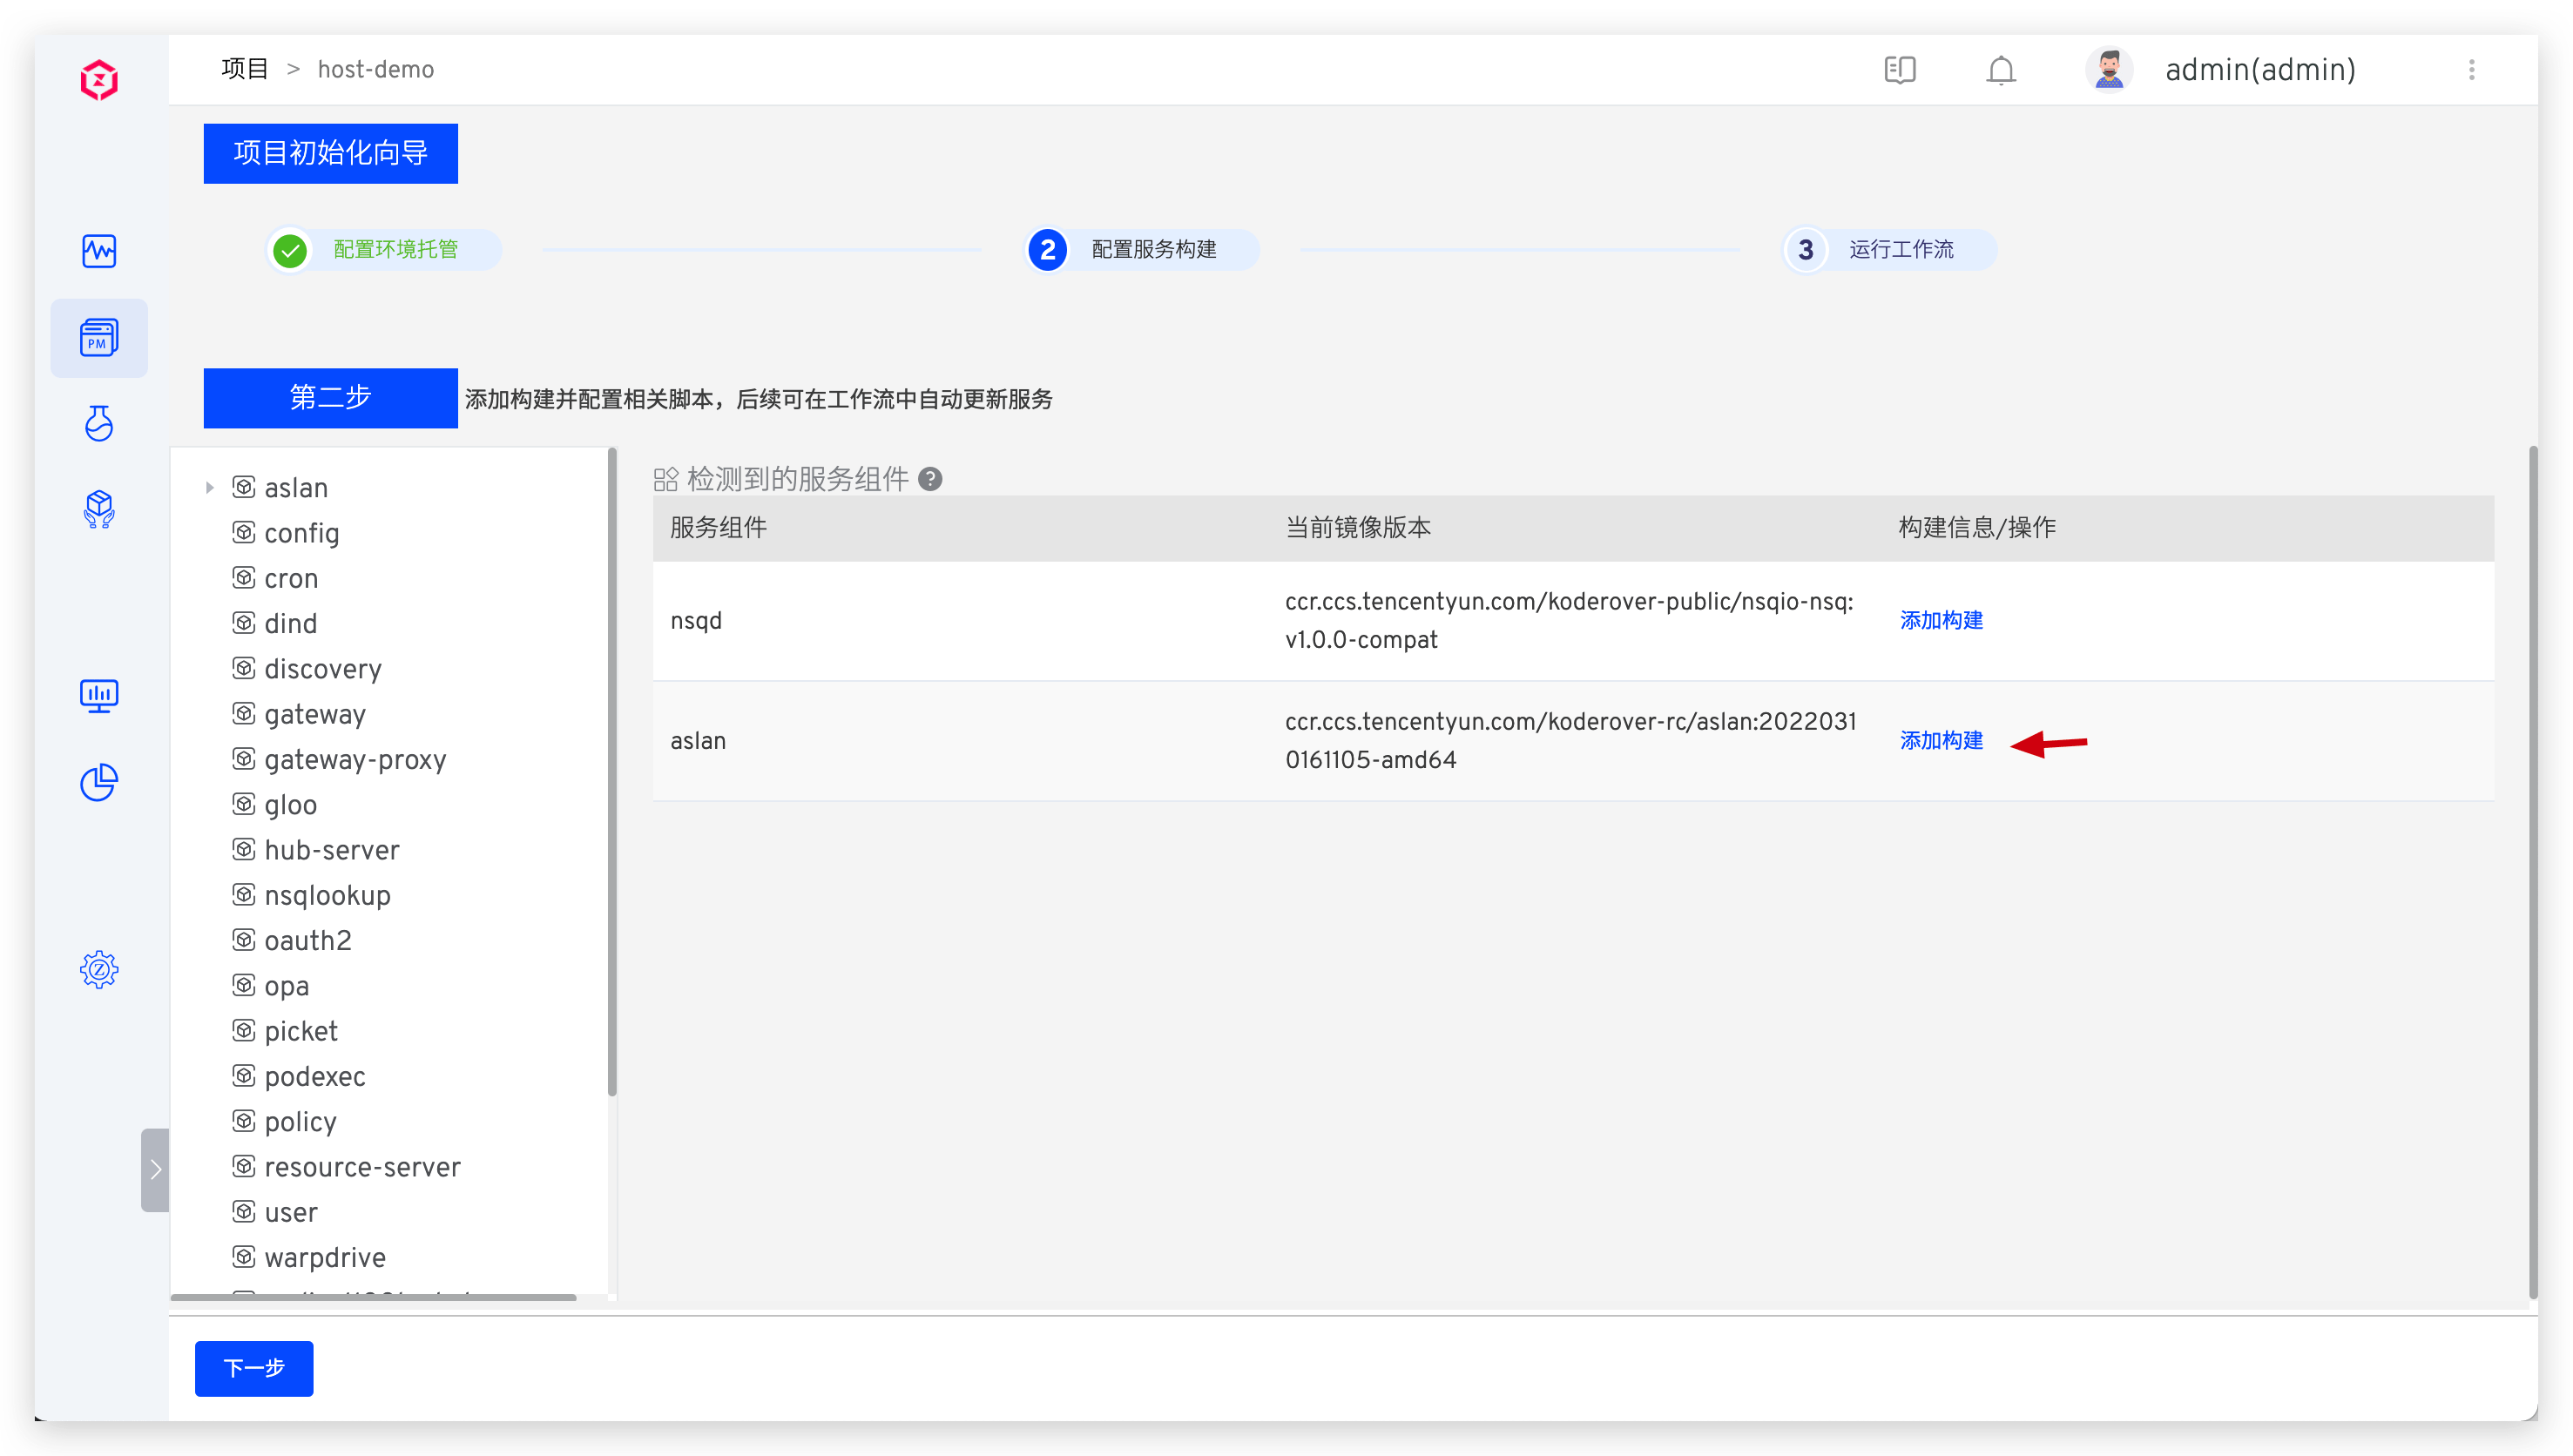 项目 > host-demo
admin(admin)
项目初始化向导
配置环境托管
2 配置服务构建
3 运行工作流
PM
第二步 添加构建并配置相关脚本，后续可在工作流中自动更新服务
aslan
config
cron
dind
discovery
gateway
gateway-proxy
gloo
hub-server
nsqlookup
oauth2
opa
picket
podexec
policy
resource-server
user
warpdrive
检测到的服务组件 ?
服务组件 当前镜像版本 构建信息/操作
nsqd ccr.ccs.tencentyun.com/koderover-public/nsqio-nsq: 添加构建
v1.0.0-compat
aslan ccr.ccs.tencentyun.com/koderover-rc/aslan:2022031 添加构建
0161105-amd64
下一步